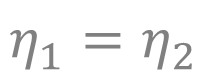 η₁ = η₂